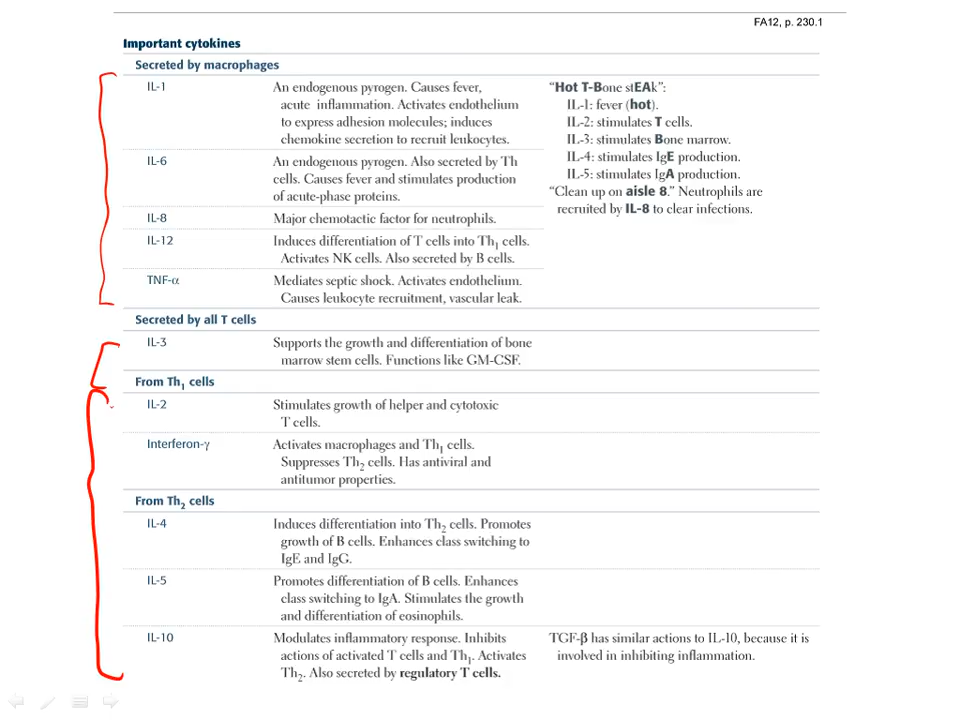 FA12, p. 230.1
Important cytokines
Secreted by macrophages
IL-1
An endogenous pyrogen. Causes fever,
acute inflammation. Activates endothelium
to express adhesion molecules; induces
chemokine secretion to recruit leukocytes.
"Hot T-Bone stEAk":
IL-1: fever (hot).
IL-2: stimulates T cells.
IL-3: stimulates Bone marrow.
IL-4: stimulates IgE production.
IL-5: stimulates IgA production.
"Clean up on aisle 8." Neutrophils are
recruited by IL-8 to clear infections.
IL-6
An endogenous pyrogen. Also secreted by Th
cells. Causes fever and stimulates production
of acute-phase proteins.
IL-8
Major chemotactic factor for neutrophils.
IL-12
Induces differentiation of T cells into Th1 cells.
Activates NK cells. Also secreted by B cells.
TNF-α
Mediates septic shock. Activates endothelium.
Causes leukocyte recruitment, vascular leak.
Secreted by all T cells
IL-3
Supports the growth and differentiation of bone
marrow stem cells. Functions like GM-CSF.
From Th1 cells
IL-2
Stimulates growth of helper and cytotoxic
T cells.
Interferon-γ
Activates macrophages and Th1 cells.
Suppresses Th2 cells. Has antiviral and
antitumor properties.
From Th2 cells
IL-4
Induces differentiation into Th2 cells. Promotes
growth of B cells. Enhances class switching to
IgE and IgG.
IL-5
Promotes differentiation of B cells. Enhances
class switching to IgA. Stimulates the growth
and differentiation of eosinophils.
IL-10
Modulates inflammatory response. Inhibits
actions of activated T cells and Th1. Activates
Th2. Also secreted by regulatory T cells.
TGF-β has similar actions to IL-10, because it is
involved in inhibiting inflammation.